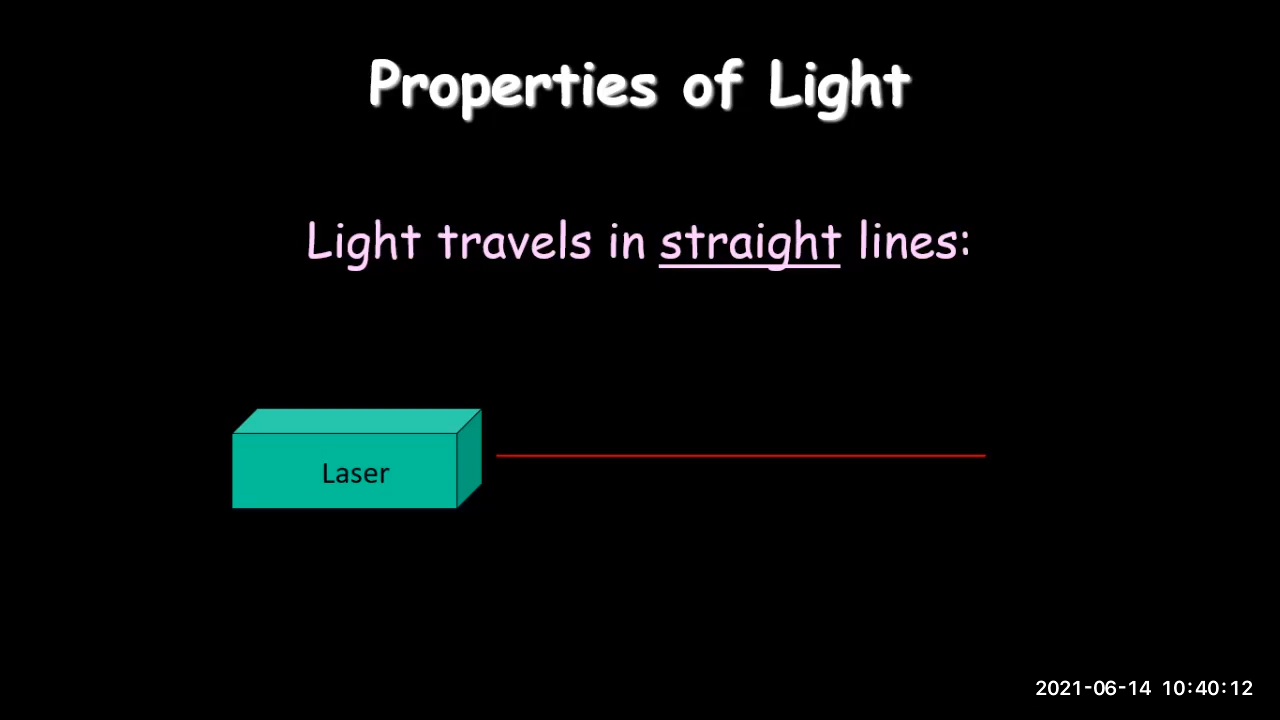 Properties of Light
Light travels in straight lines:
Laser
2021-06-14 10:40:12